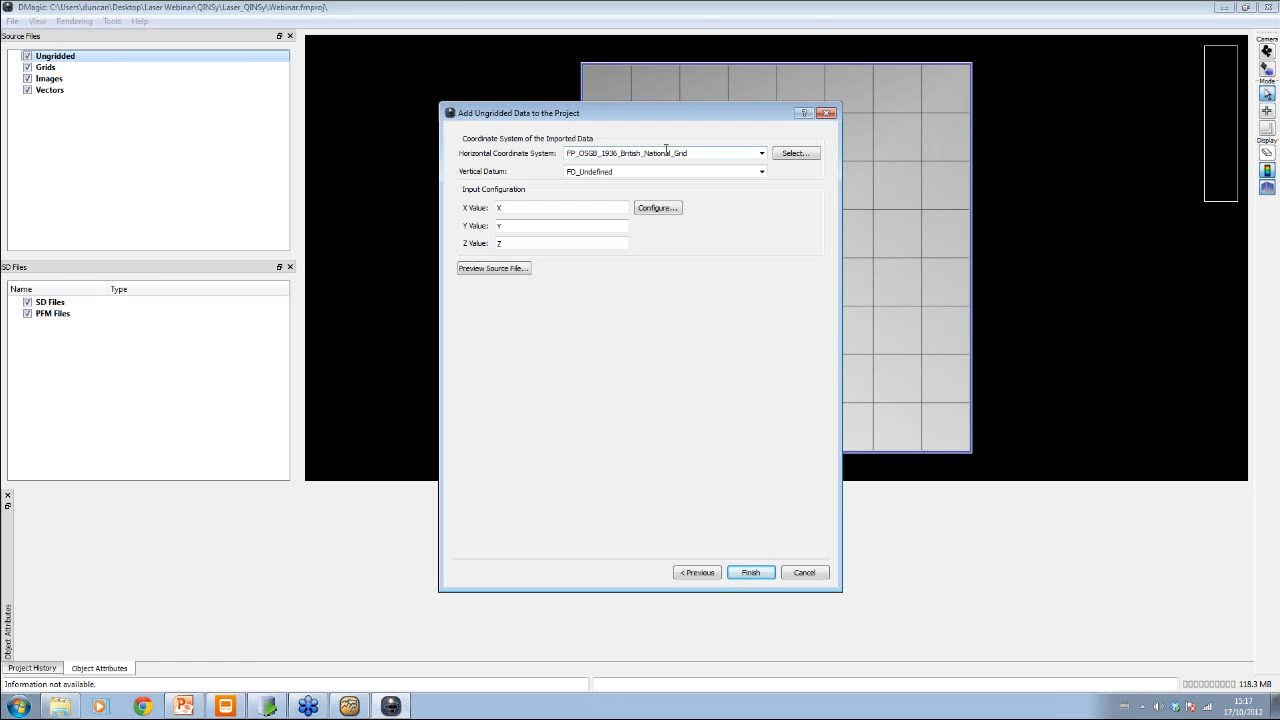 DMagic: C:\Users\duncan\Desktop\Laser Webinar\QINSy\Laser_QINSy\Webinar.fmproj\
File View Rendering Tools Help
Source Files
Ungridded
Grids
Images
Vectors
SD Files
Name Type
SD Files
PFM Files
Add Ungridded Data to the Project
Coordinate System of the Imported Data
Horizontal Coordinate System: FP_OSGB_1936_British_National_Grid Select...
Vertical Datum: FD_Undefined
Input Configuration
X Value: X Configure...
Y Value: Y
Z Value: Z
Preview Source File...
< Previous Finish Cancel
Camera
Mode
Display
Object Attributes
Project History Object Attributes
Information not available. 118.3 MB
15:17
17/10/2012